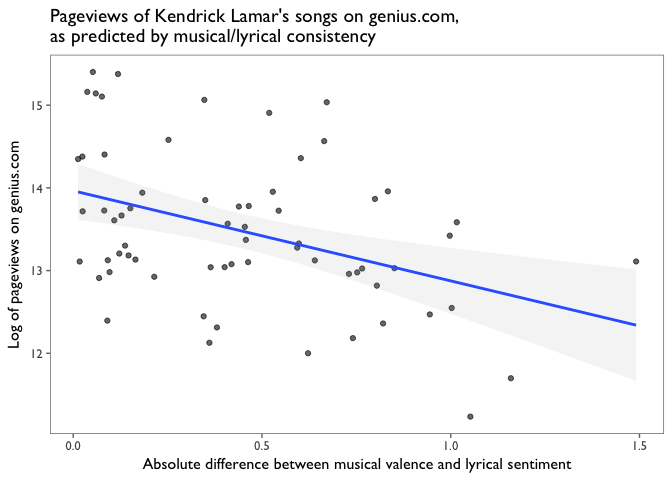 Pageviews of Kendrick Lamar's songs on genius.com,
as predicted by musical/lyrical consistency
Log of pageviews on genius.com
15
14
13
12
0.0
0.5
1.0
1.5
Absolute difference between musical valence and lyrical sentiment